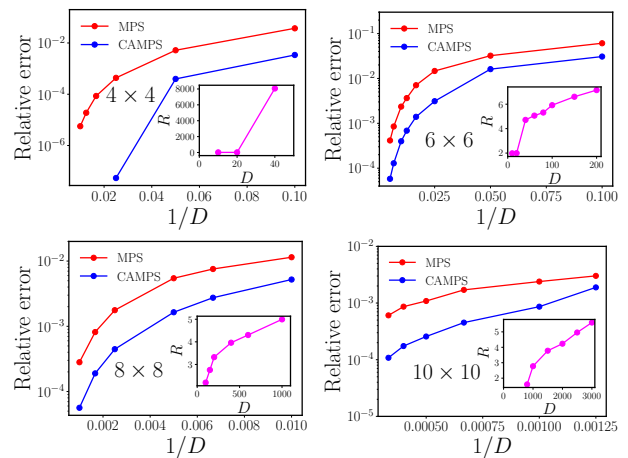 MPS
CAMPS
Relative error
10⁻²
10⁻⁴
10⁻⁶
4 × 4
R
8000
6000
4000
2000
0
20
40
D
0.02
0.04
0.06
0.08
0.10
1/D
MPS
CAMPS
Relative error
10⁻¹
10⁻²
10⁻³
10⁻⁴
6 × 6
R
6
4
2
0
100
200
D
0.025
0.050
0.075
0.100
1/D
MPS
CAMPS
Relative error
10⁻²
10⁻³
10⁻⁴
8 × 8
R
5
4
3
0
500
1000
D
0.002
0.004
0.006
0.008
0.010
1/D
MPS
CAMPS
Relative error
10⁻²
10⁻³
10⁻⁴
10⁻⁵
10 × 10
R
5
4
3
2
0
1000
2000
3000
D
0.00050
0.00075
0.00100
0.00125
1/D